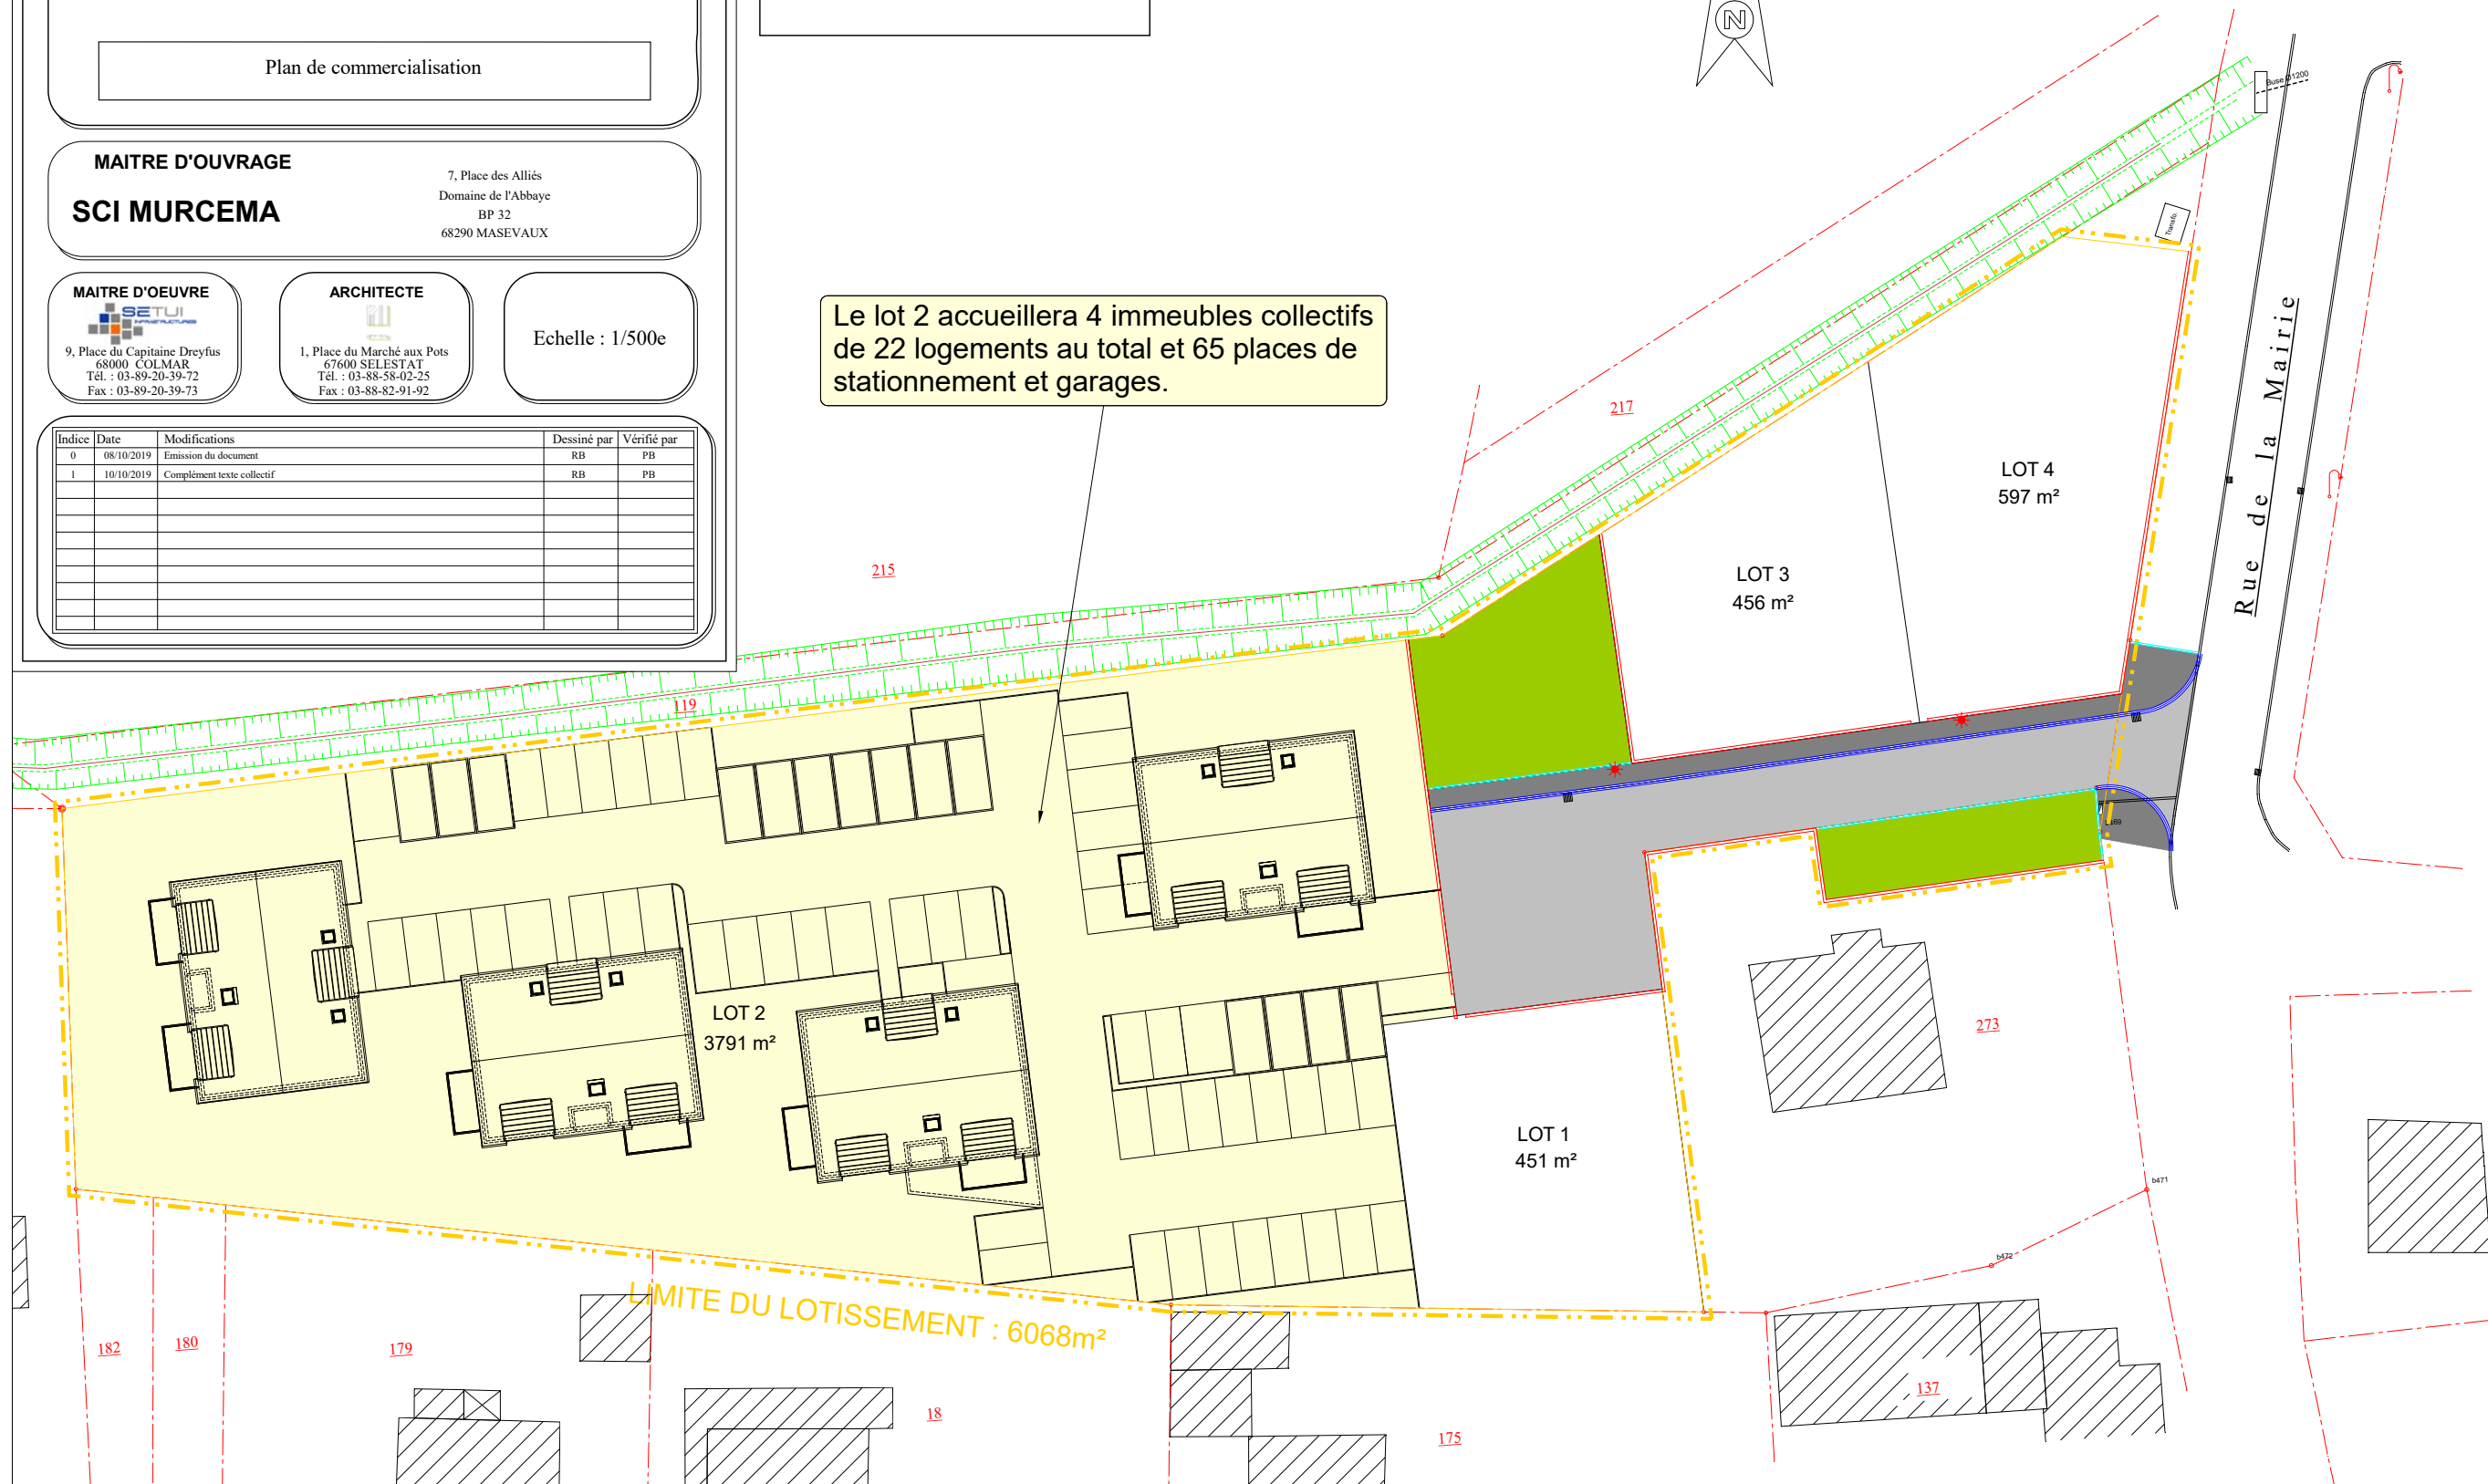 Plan de commercialisation
MAITRE D'OUVRAGE
SCI MURCEMA
7, Place des Alliés
Domaine de l'Abbaye
BP 32
68290 MASEVAUX
MAITRE D'OEUVRE
SETUI
INFRASTRUCTURES
9, Place du Capitaine Dreyfus
68000 COLMAR
Tél. : 03-89-20-39-72
Fax : 03-89-20-39-73
ARCHITECTE
1, Place du Marché aux Pots
67600 SELESTAT
Tél. : 03-88-58-02-25
Fax : 03-88-82-91-92
Echelle : 1/500e
Indice Date Modifications Dessiné par Vérifié par
0 08/10/2019 Emission du document RB PB
1 10/10/2019 Complément texte collectif RB PB
N
Le lot 2 accueillera 4 immeubles collectifs
de 22 logements au total et 65 places de
stationnement et garages.
Buse Ø1200
Transfo.
Rue de la Mairie
217
LOT 4
597 m²
LOT 3
456 m²
215
119
LOT 2
3791 m²
273
LOT 1
451 m²
b471
b472
LIMITE DU LOTISSEMENT : 6068m²
182
180
179
18
175
137